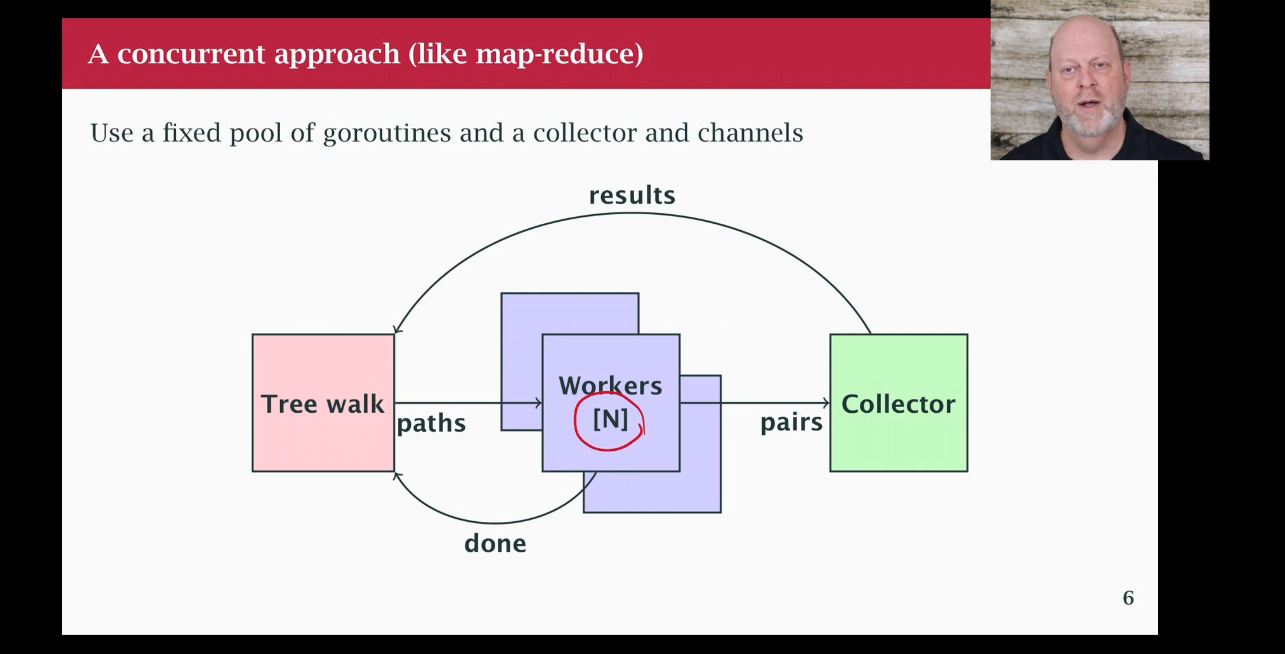 A concurrent approach (like map-reduce)
Use a fixed pool of goroutines and a collector and channels
results
Tree walk
paths
Workers
[N]
pairs
Collector
done
6